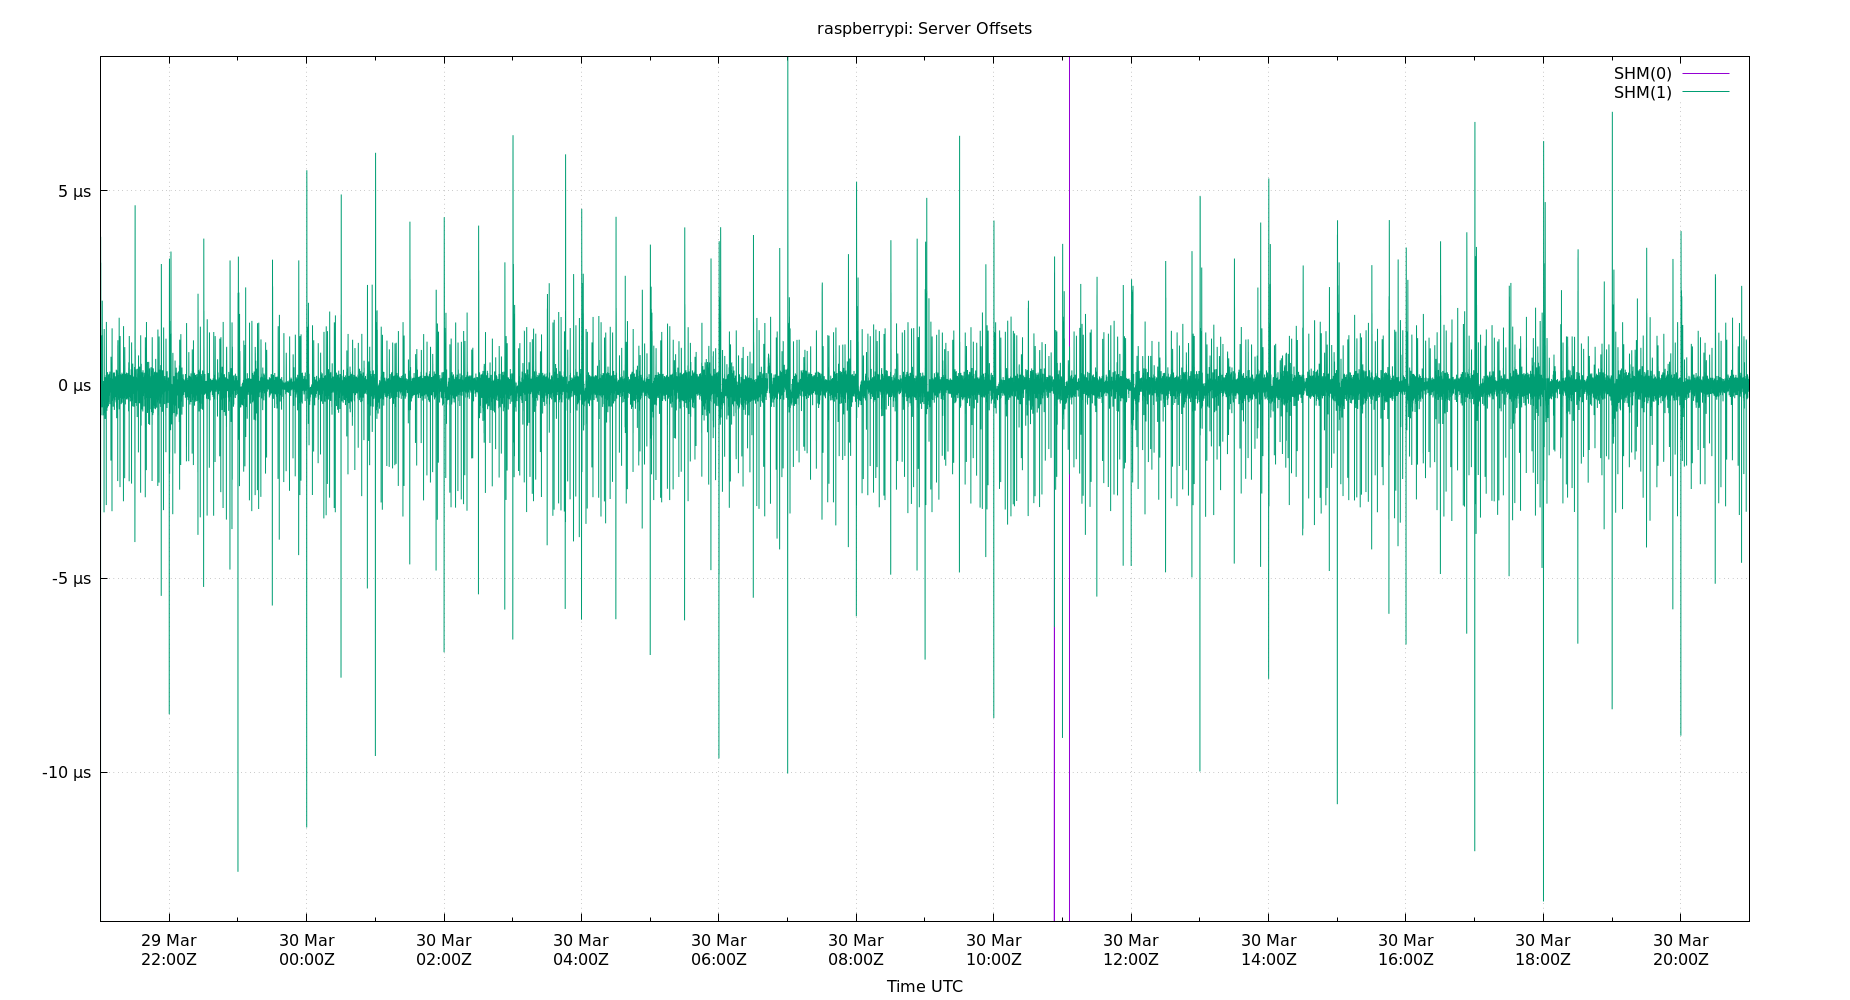 raspberrypi: Server Offsets
SHM(0)
SHM(1)
5 µs
0 µs
-5 µs
-10 µs
29 Mar 30 Mar 30 Mar 30 Mar 30 Mar 30 Mar 30 Mar 30 Mar 30 Mar 30 Mar 30 Mar 30 Mar
22:00Z 00:00Z 02:00Z 04:00Z 06:00Z 08:00Z 10:00Z 12:00Z 14:00Z 16:00Z 18:00Z 20:00Z
Time UTC